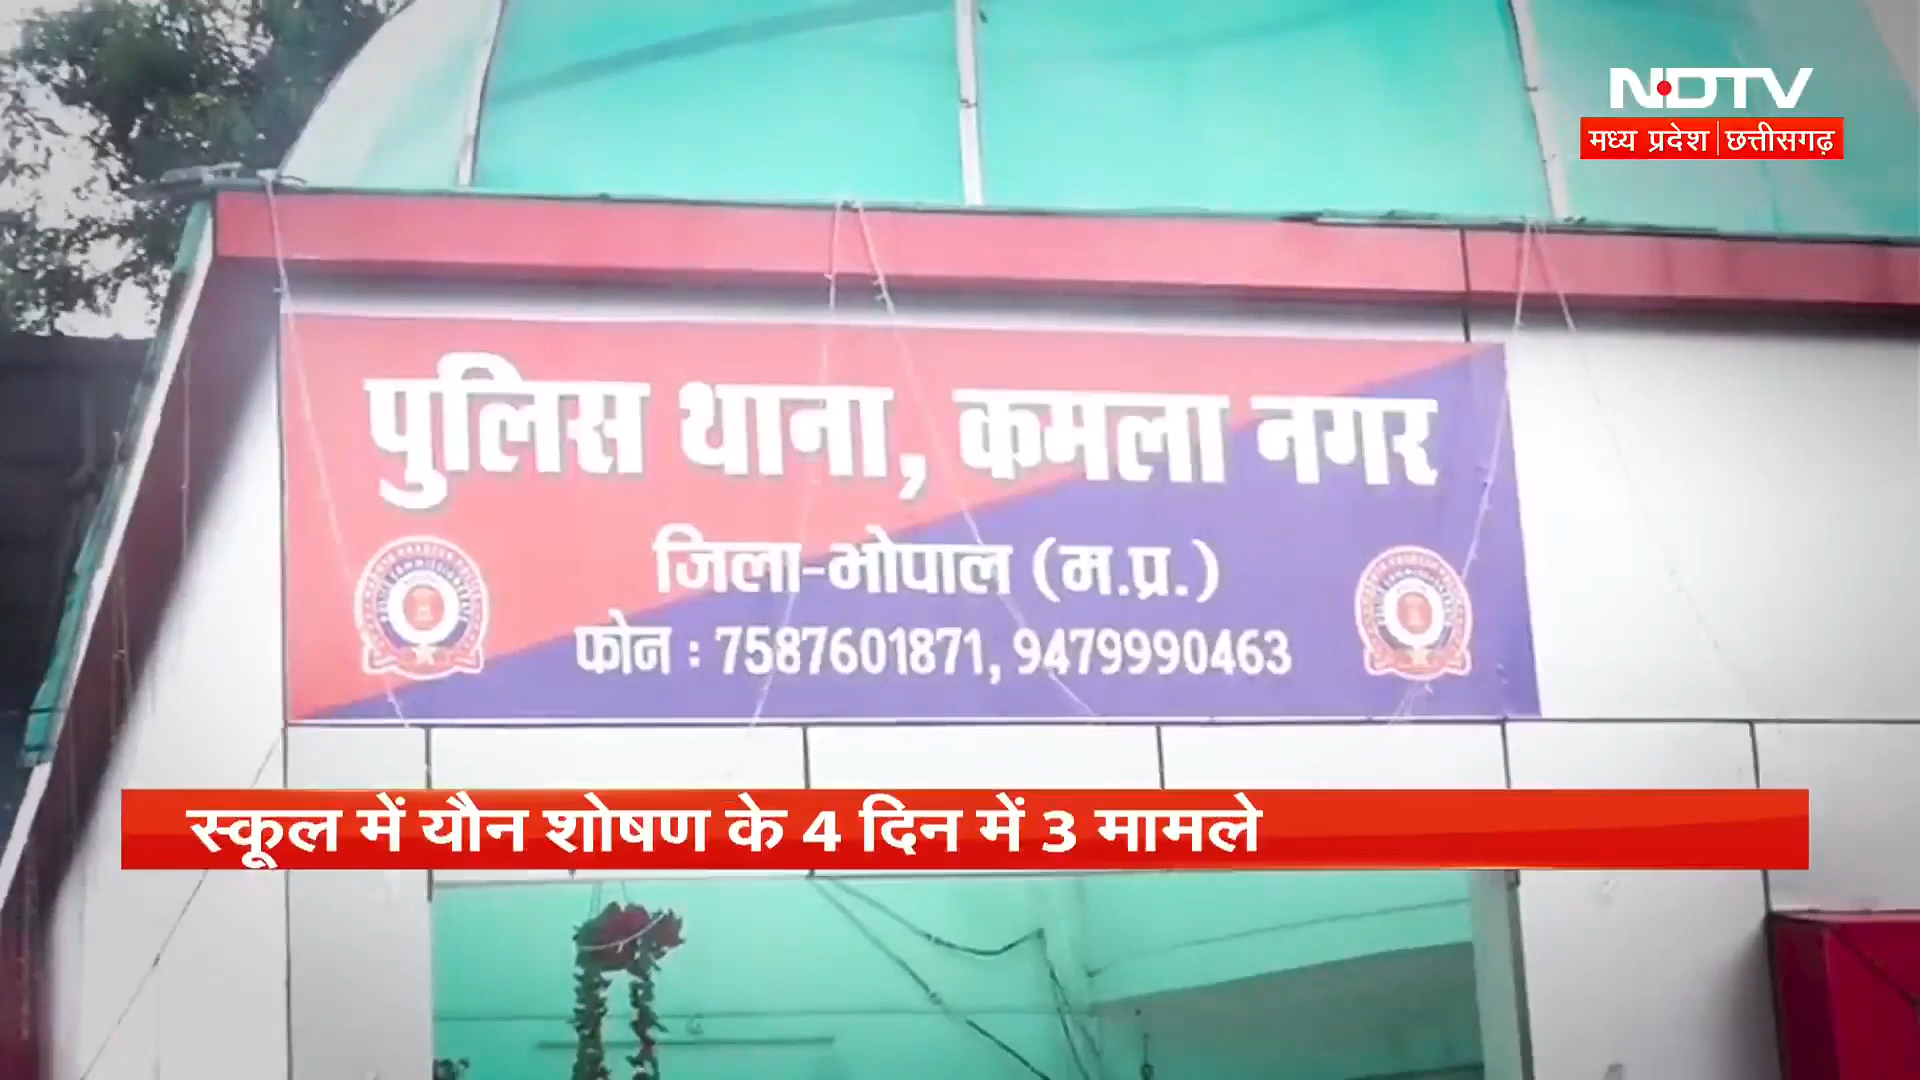 NDTV
मध्य प्रदेश|छत्तीसगढ़
पुलिस थाना, कमला नगर
जिला-भोपाल (म.प्र.)
फोन : 7587601871, 9479990463
स्कूल में यौन शोषण के 4 दिन में 3 मामले